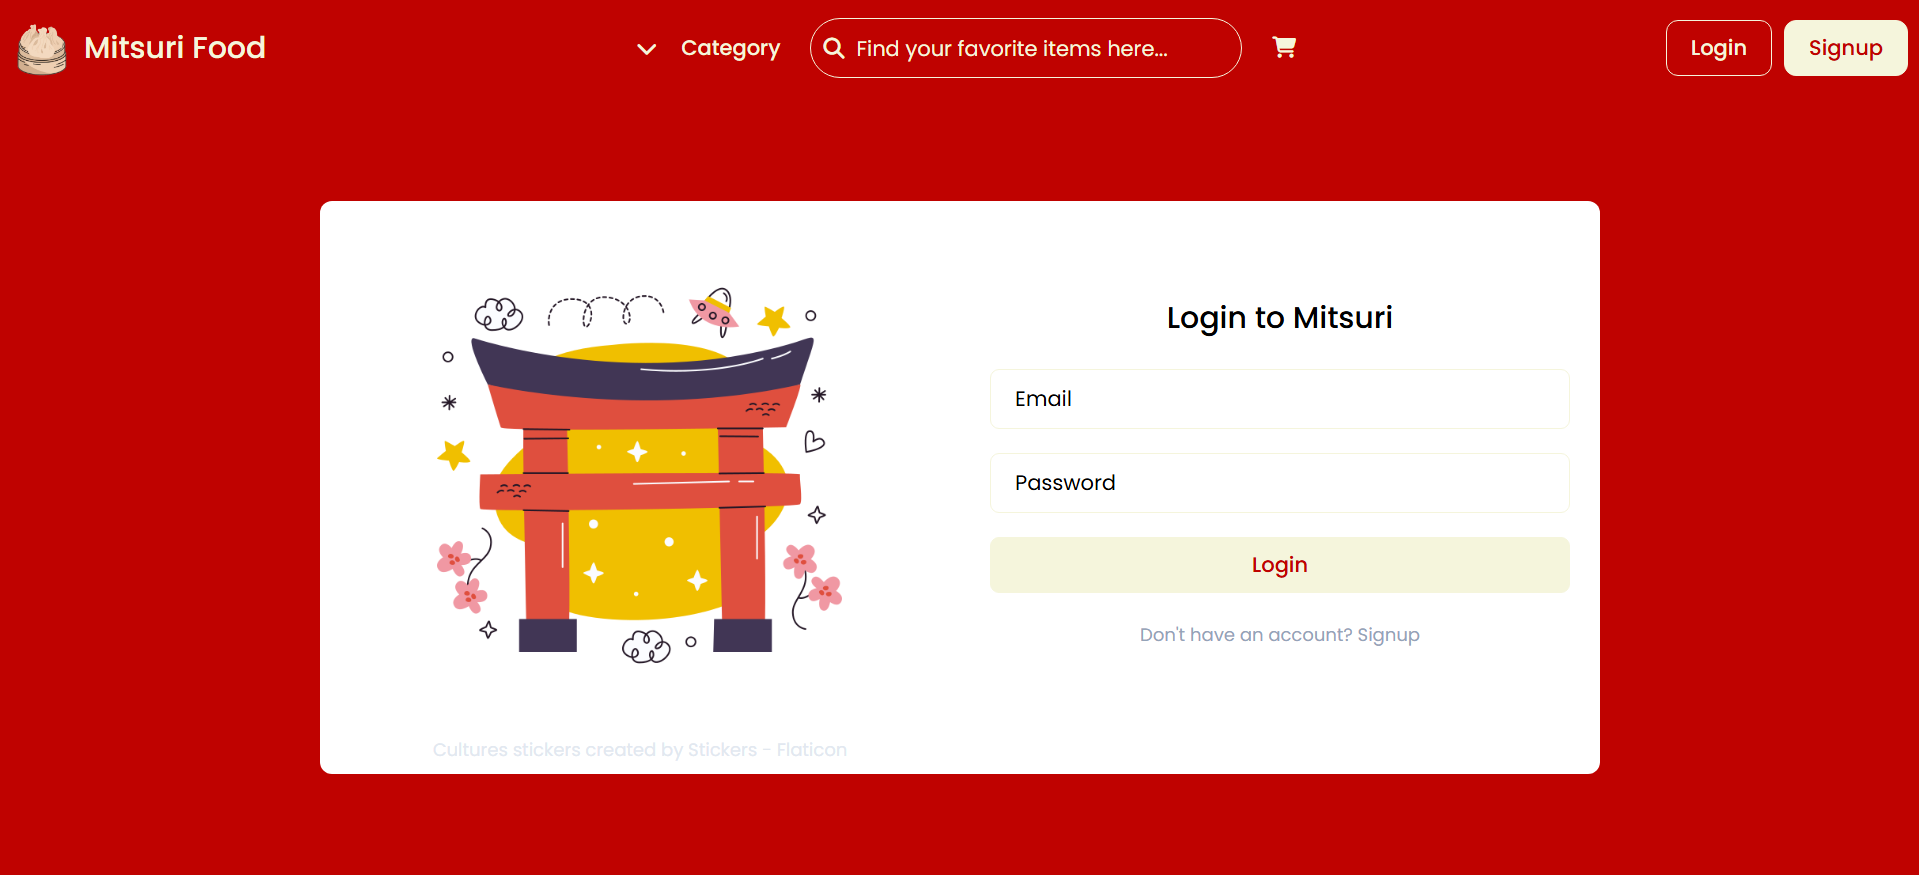 Mitsuri Food
Category
Find your favorite items here...
Login
Signup
Login to Mitsuri
Email
Password
Login
Don't have an account? Signup
Cultures stickers created by Stickers - Flaticon